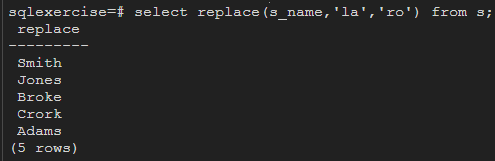 sqlexercise=# select replace(s_name,'la','ro') from s;
replace
---------
Smith
Jones
Broke
Crork
Adams
(5 rows)